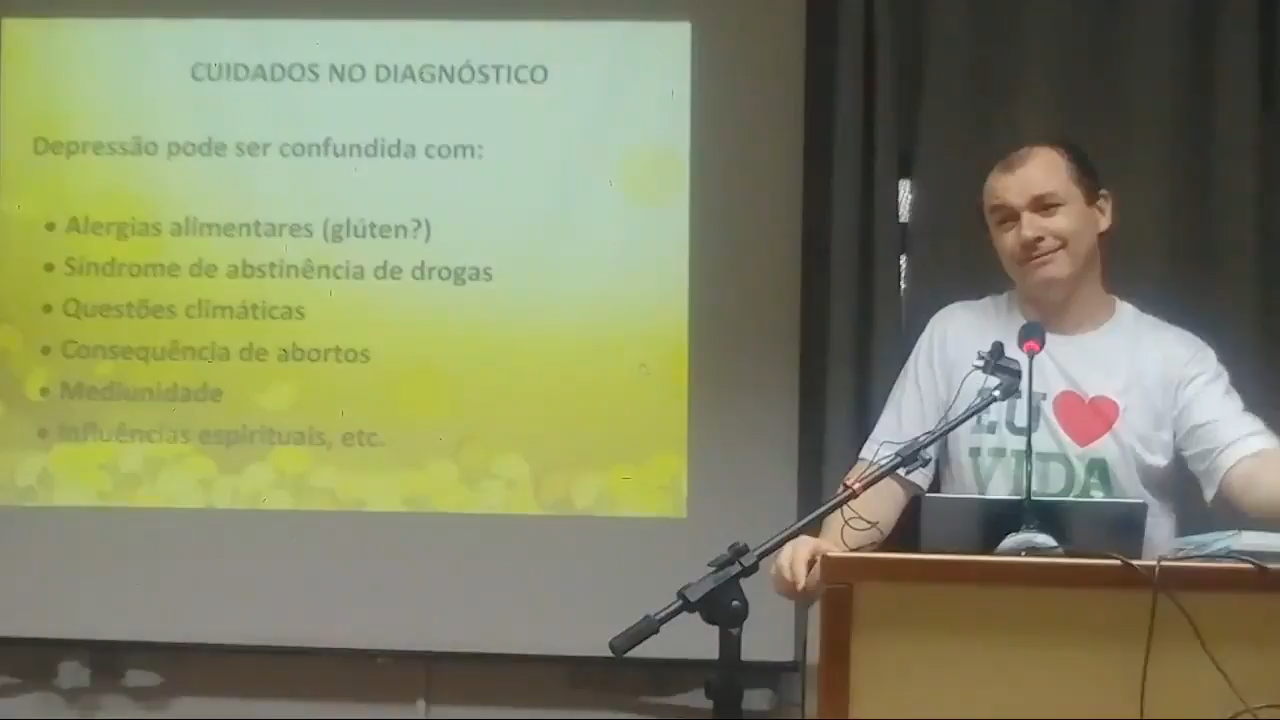 CUIDADOS NO DIAGNÓSTICO
Depressão pode ser confundida com:
• Alergias alimentares (glúten?)
• Síndrome de abstinência de drogas
• Questões climáticas
• Consequência de abortos
• Mediunidade
• Influências espirituais, etc.
EU ❤
VIDA